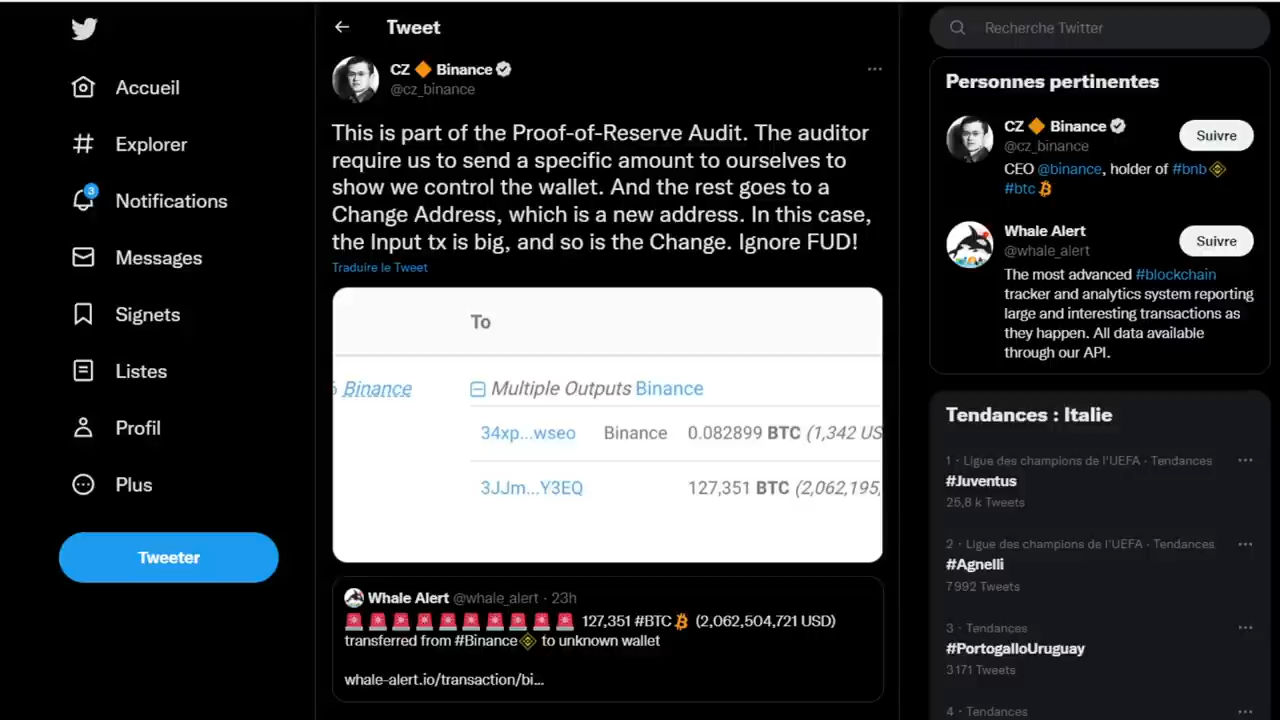 Accueil
Explorer
3
Notifications
Messages
Signets
Listes
Profil
Plus
Tweeter
Tweet
CZ 🔶 Binance
@cz_binance
This is part of the Proof-of-Reserve Audit. The auditor
require us to send a specific amount to ourselves to
show we control the wallet. And the rest goes to a
Change Address, which is a new address. In this case,
the Input tx is big, and so is the Change. Ignore FUD!
Traduire le Tweet
To
Binance
Multiple Outputs Binance
34xp...wseo Binance 0.082899 BTC (1,342 US
3JJm...Y3EQ 127,351 BTC (2,062,195,
Whale Alert @whale_alert · 23h
🚨🚨🚨🚨🚨🚨🚨🚨🚨🚨 127,351 #BTC (2,062,504,721 USD)
transferred from #Binance to unknown wallet
whale-alert.io/transaction/bi...
Recherche Twitter
Personnes pertinentes
CZ 🔶 Binance
@cz_binance
Suivre
CEO @binance, holder of #bnb
#btc
Whale Alert
@whale_alert
Suivre
The most advanced #blockchain
tracker and analytics system reporting
large and interesting transactions as
they happen. All data available
through our API.
Tendances : Italie
1 · Ligue des champions de l'UEFA · Tendances
#Juventus
25,8 k Tweets
2 · Ligue des champions de l'UEFA · Tendances
#Agnelli
7 992 Tweets
3 · Tendances
#PortogalloUruguay
3 171 Tweets
4 · Tendances